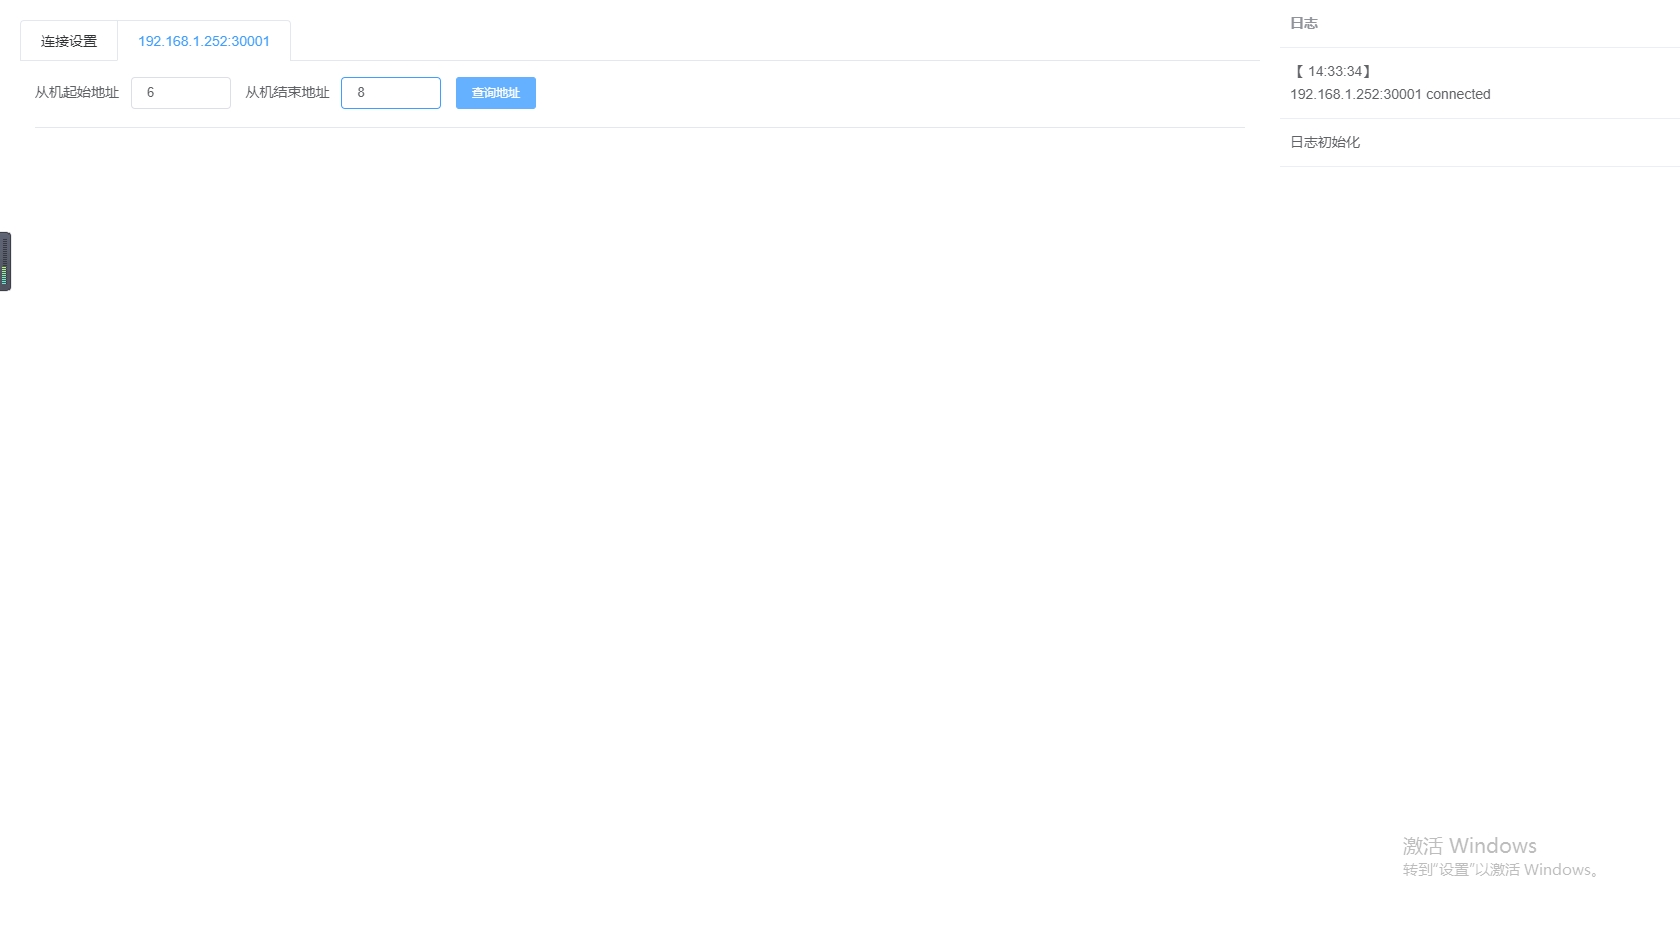 连接设置
192.168.1.252:30001
从机起始地址 6 从机结束地址 8 查询地址
日志
【 14:33:34】
192.168.1.252:30001 connected
日志初始化
激活 Windows
转到“设置”以激活 Windows。